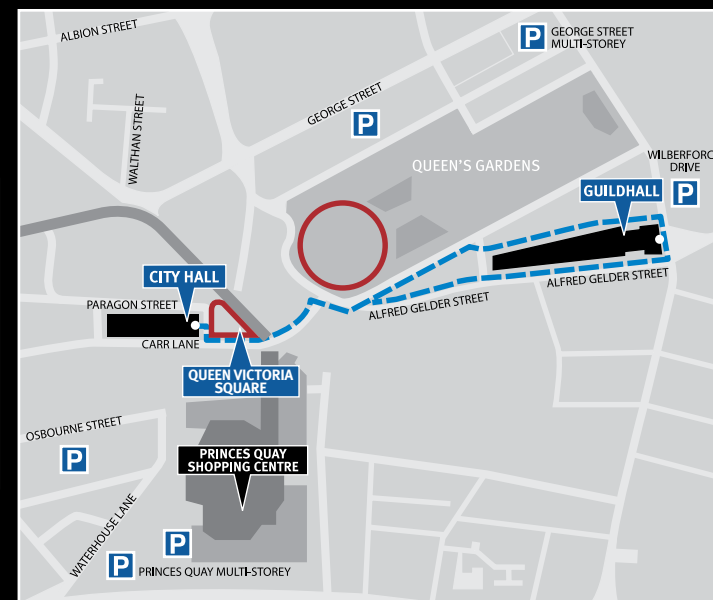 ALBION STREET
P
GEORGE STREET
MULTI-STOREY
GEORGE STREET
P
WALTHAN STREET
QUEEN'S GARDENS
WILBERFORC
DRIVE
P
GUILDHALL
CITY HALL
ALFRED GELDER STREET
ALFRED GELDER STREET
PARAGON STREET
CARR LANE
QUEEN VICTORIA
SQUARE
OSBOURNE STREET
P
PRINCES QUAY
SHOPPING CENTRE
WATERHOUSE LANE
P
P
PRINCES QUAY MULTI-STOREY